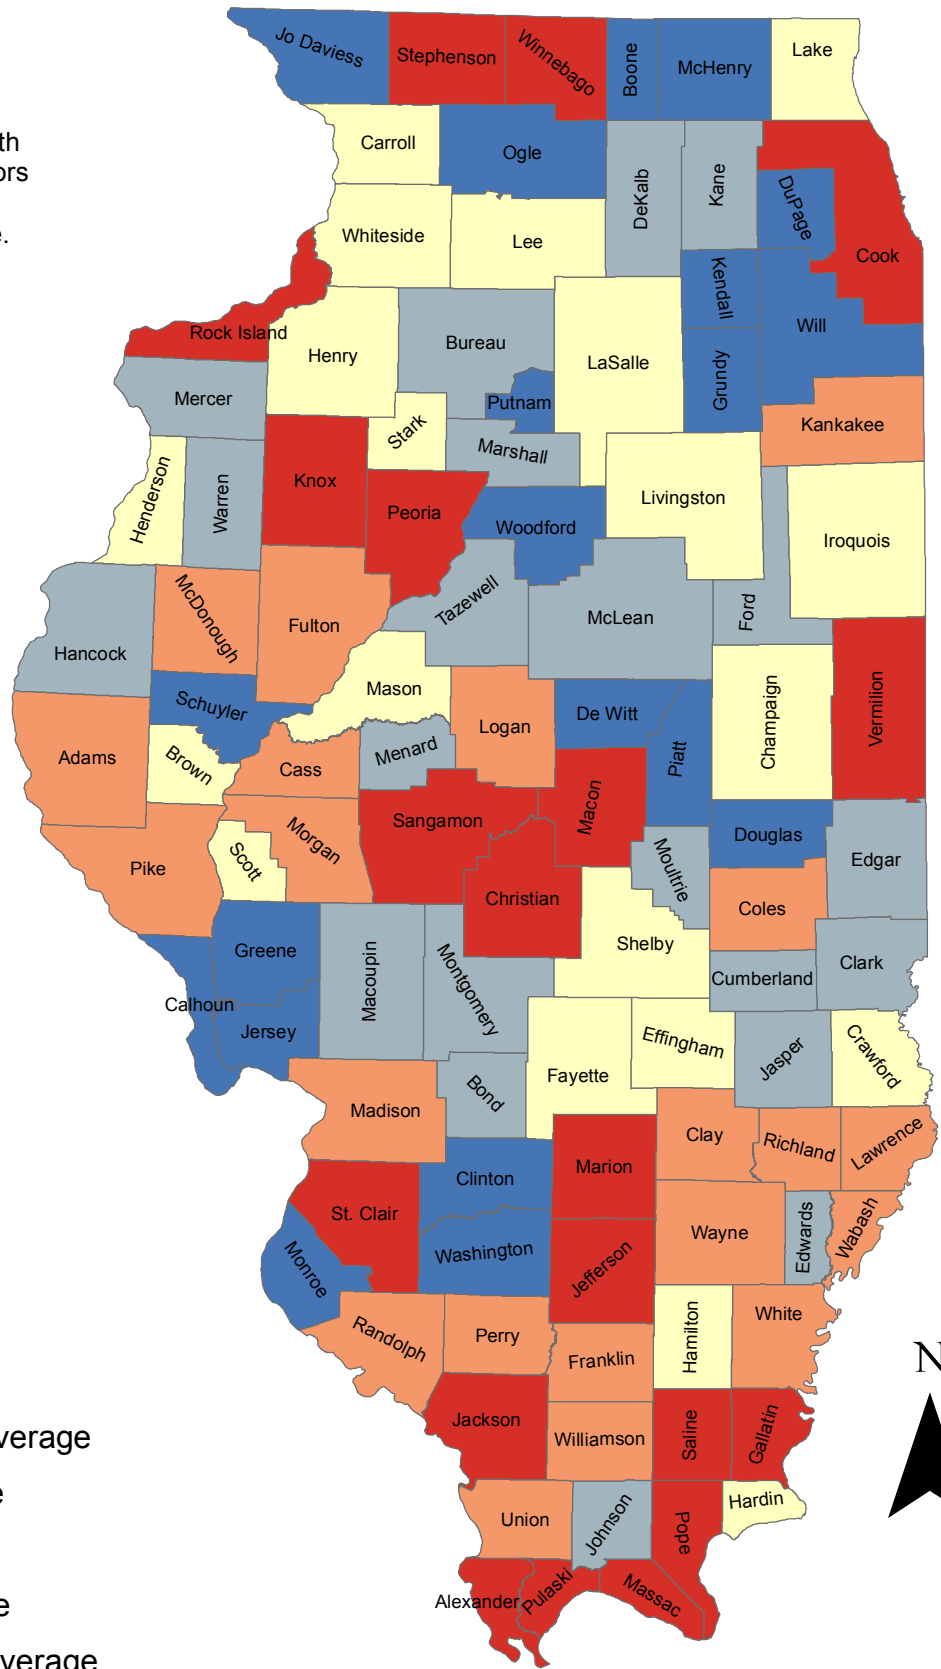 Jo Daviess
Stephenson
Winnebago
Boone
McHenry
Lake
th
ors
e.
Carroll
Ogle
DeKalb
Kane
DuPage
Cook
Whiteside
Lee
Kendall
Will
Rock Island
Henry
Bureau
LaSalle
Grundy
Mercer
Putnam
Kankakee
Stark
Marshall
Henderson
Warren
Knox
Peoria
Woodford
Livingston
Iroquois
Tazewell
McLean
Ford
McDonough
Fulton
Hancock
Mason
Schuyler
Logan
De Witt
Champaign
Vermilion
Adams
Brown
Cass
Menard
Piatt
Sangamon
Macon
Douglas
Morgan
Scott
Pike
Moultrie
Edgar
Christian
Coles
Shelby
Greene
Macoupin
Montgomery
Cumberland
Clark
Calhoun
Jersey
Effingham
Jasper
Crawford
Fayette
Bond
Madison
Clay
Richland
Lawrence
Marion
Clinton
St. Clair
Wayne
Edwards
Wabash
Washington
Monroe
Jefferson
Randolph
Perry
Hamilton
White
Franklin
N
Jackson
Williamson
Saline
Gallatin
verage
e
Union
Johnson
Pope
Hardin
Alexander
Pulaski
Massac
e
verage